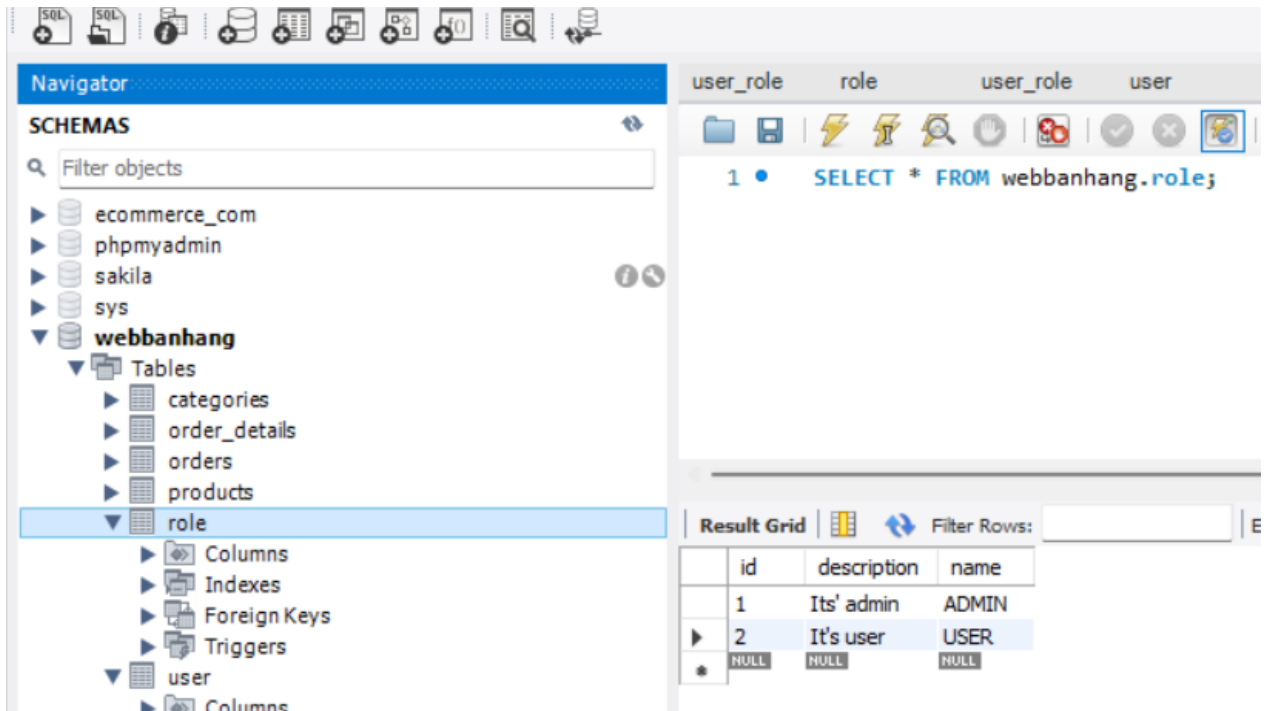 SQL SQL
Navigator
SCHEMAS
Filter objects
ecommerce_com
phpmyadmin
sakila
sys
webbanhang
Tables
categories
order_details
orders
products
role
Columns
Indexes
Foreign Keys
Triggers
user
Columns
user_role role user_role user
1 SELECT * FROM webbanhang.role;
Result Grid Filter Rows: E
id description name
1 Its' admin ADMIN
2 It's user USER
NULL NULL NULL